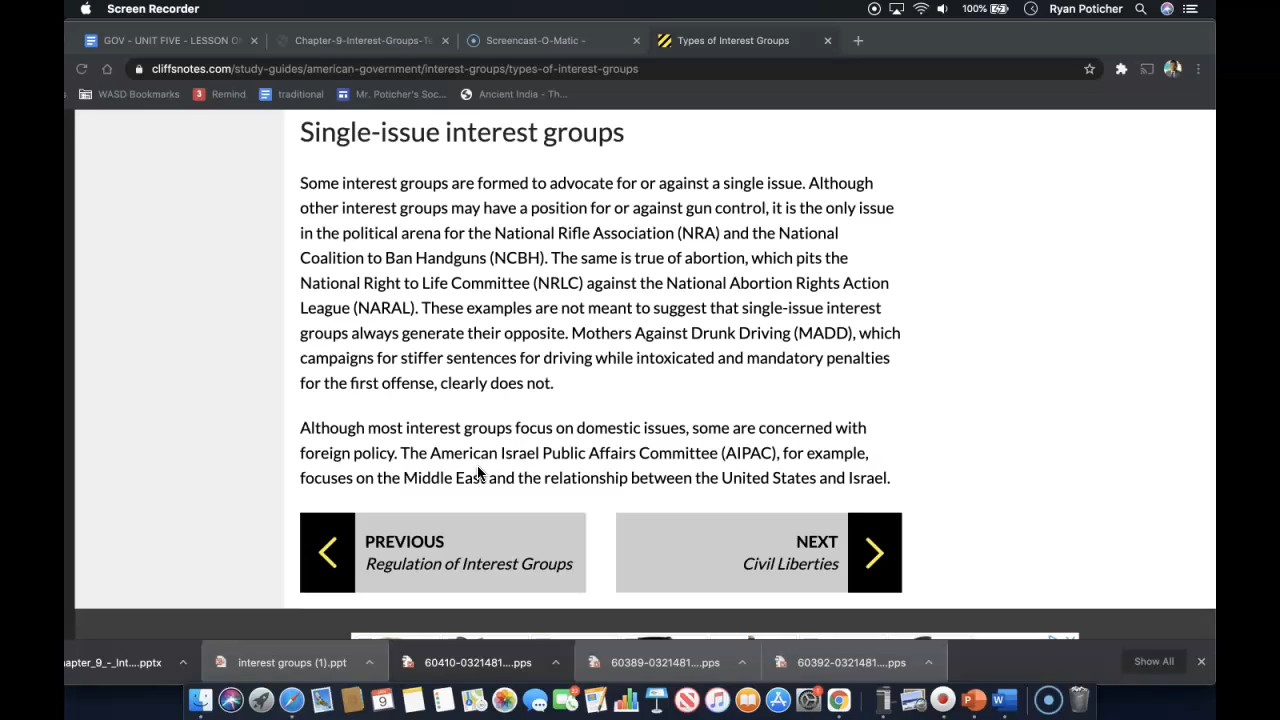 Screen Recorder
100%
Ryan Poticher
GOV - UNIT FIVE - LESSON O
Chapter-9-Interest-Groups-T
Screencast-O-Matic -
Types of Interest Groups
cliffsnotes.com/study-guides/american-government/interest-groups/types-of-interest-groups
WASD Bookmarks
3 Remind
traditional
Mr. Poticher's Soc...
Ancient India - Th...
Single-issue interest groups
Some interest groups are formed to advocate for or against a single issue. Although
other interest groups may have a position for or against gun control, it is the only issue
in the political arena for the National Rifle Association (NRA) and the National
Coalition to Ban Handguns (NCBH). The same is true of abortion, which pits the
National Right to Life Committee (NRLC) against the National Abortion Rights Action
League (NARAL). These examples are not meant to suggest that single-issue interest
groups always generate their opposite. Mothers Against Drunk Driving (MADD), which
campaigns for stiffer sentences for driving while intoxicated and mandatory penalties
for the first offense, clearly does not.
Although most interest groups focus on domestic issues, some are concerned with
foreign policy. The American Israel Public Affairs Committee (AIPAC), for example,
focuses on the Middle East and the relationship between the United States and Israel.
PREVIOUS
Regulation of Interest Groups
NEXT
Civil Liberties
hapter_9_-_Int....pptx
interest groups (1).ppt
60410-0321481....pps
60389-0321481....pps
60392-0321481....pps
Show All
9